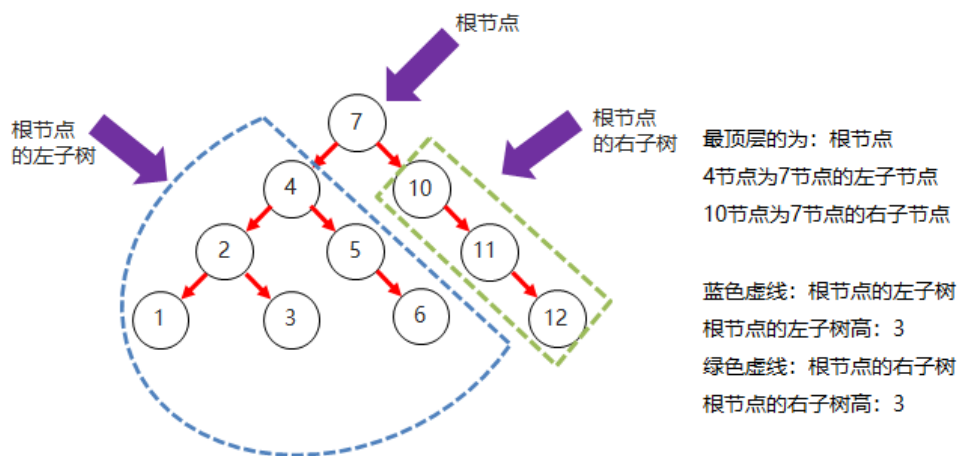 根节点
根节点
的左子树
根节点
的右子树
7
4
10
2
5
11
1
3
6
12
最顶层的为：根节点
4节点为7节点的左子节点
10节点为7节点的右子节点
蓝色虚线：根节点的左子树
根节点的左子树高：3
绿色虚线：根节点的右子树
根节点的右子树高：3